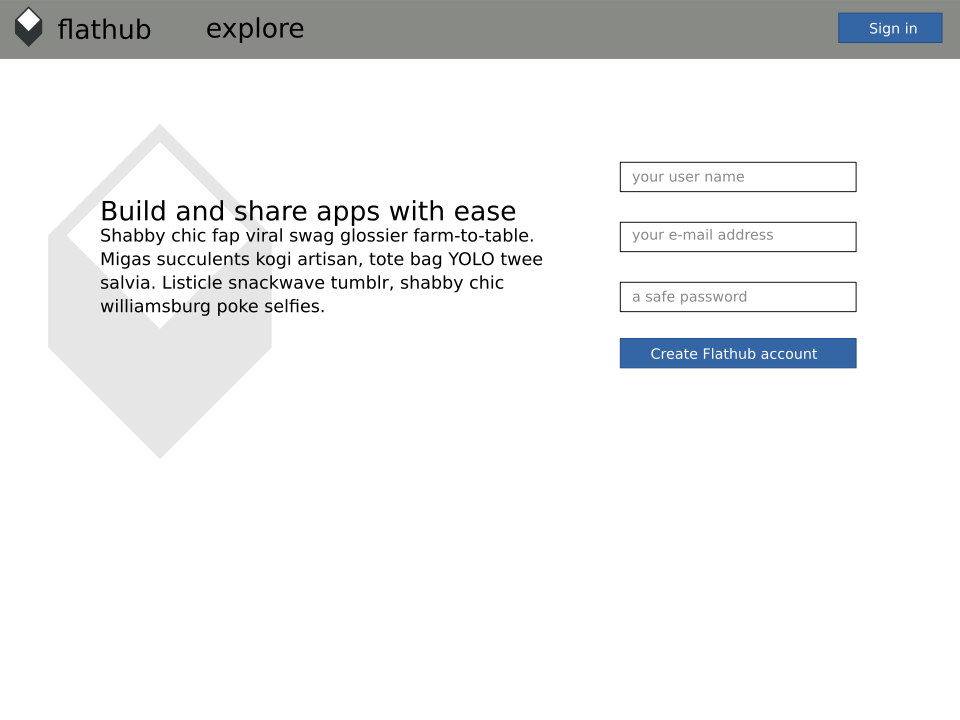 flathub
explore
Sign in
Build and share apps with ease
Shabby chic fap viral swag glossier farm-to-table.
Migas succulents kogi artisan, tote bag YOLO twee
salvia. Listicle snackwave tumblr, shabby chic
williamsburg poke selfies.
your user name
your e-mail address
a safe password
Create Flathub account